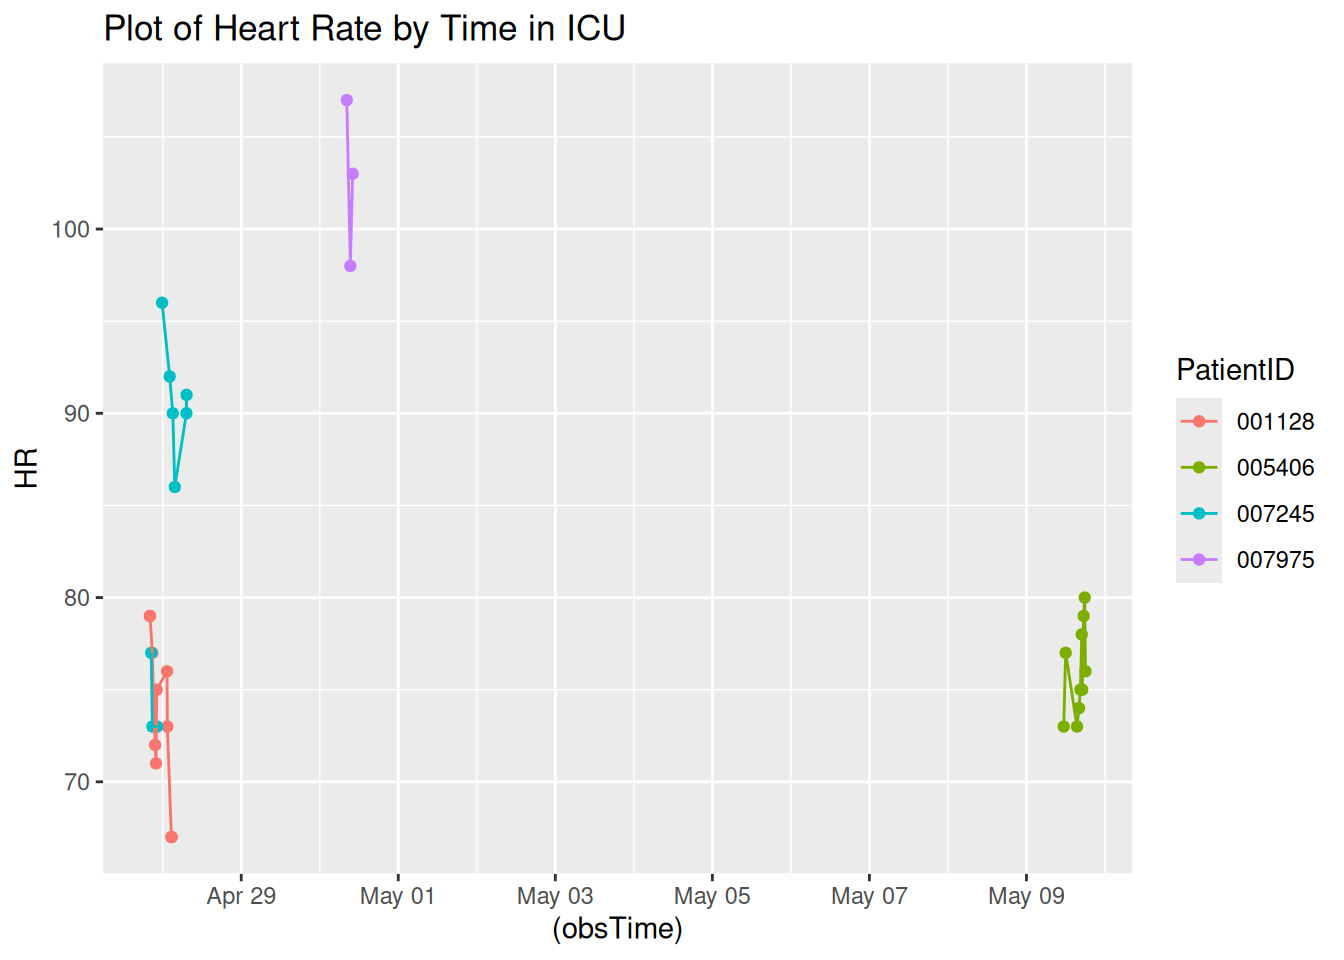 Plot of Heart Rate by Time in ICU
HR
100
90
80
70
Apr 29
May 01
May 03
May 05
May 07
May 09
(obsTime)
PatientID
001128
005406
007245
007975